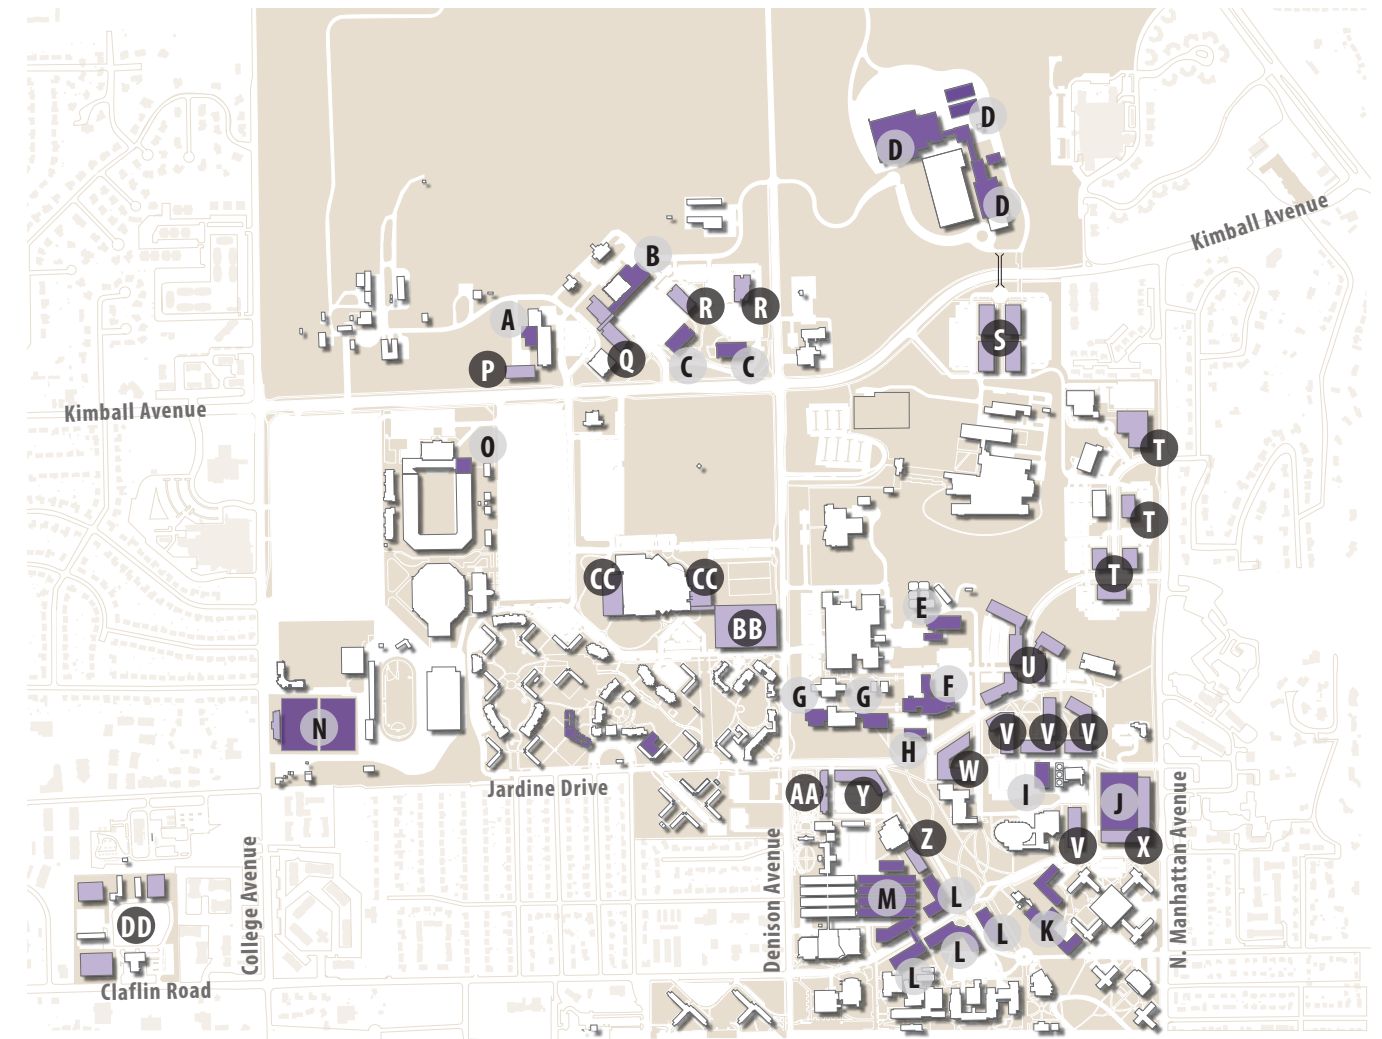 D
D
D
Kimball Avenue
B
R
R
A
S
Q
P
C
C
Kimball Avenue
O
T
T
T
CC
CC
BB
E
U
F
G
G
N
V
V
V
H
W
Jardine Drive
AA
Y
I
J
Z
V
X
College Avenue
Denison Avenue
N. Manhattan Avenue
M
L
DD
L
K
L
L
Claflin Road